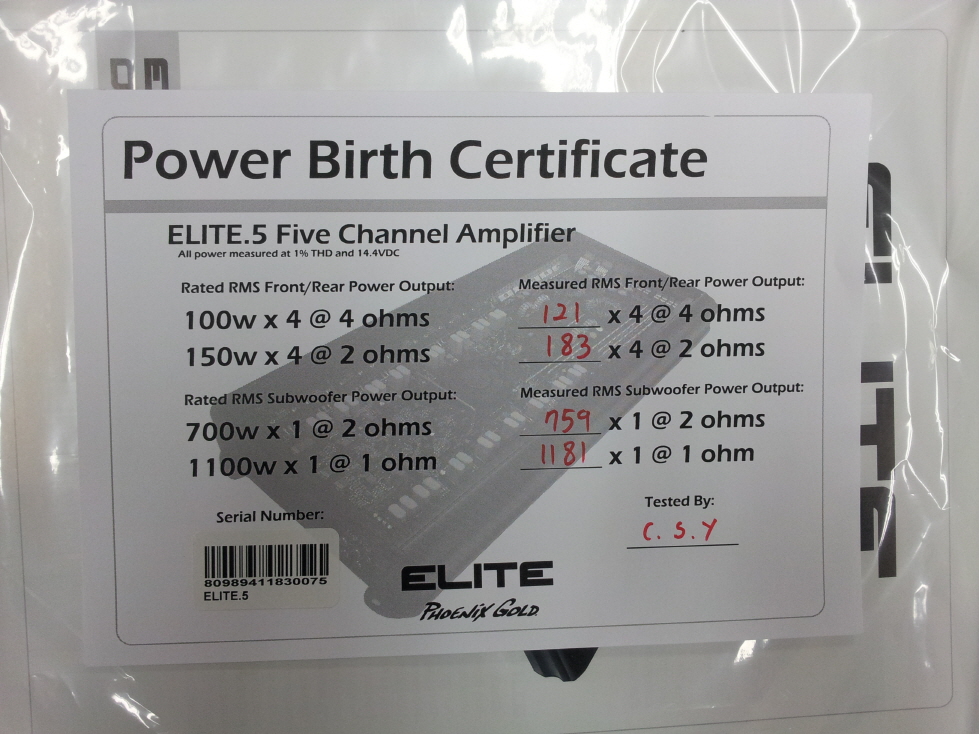 Power Birth Certificate
ELITE.5 Five Channel Amplifier
All power measured at 1% THD and 14.4VDC
Rated RMS Front/Rear Power Output:
100w x 4 @ 4 ohms
150w x 4 @ 2 ohms
Rated RMS Subwoofer Power Output:
700w x 1 @ 2 ohms
1100w x 1 @ 1 ohm
Measured RMS Front/Rear Power Output:
121 x 4 @ 4 ohms
183 x 4 @ 2 ohms
Measured RMS Subwoofer Power Output:
759 x 1 @ 2 ohms
1181 x 1 @ 1 ohm
Serial Number:
80989411830075
ELITE.5
Tested By:
C. S. Y
ELITE
PHOENIX GOLD
ELITE